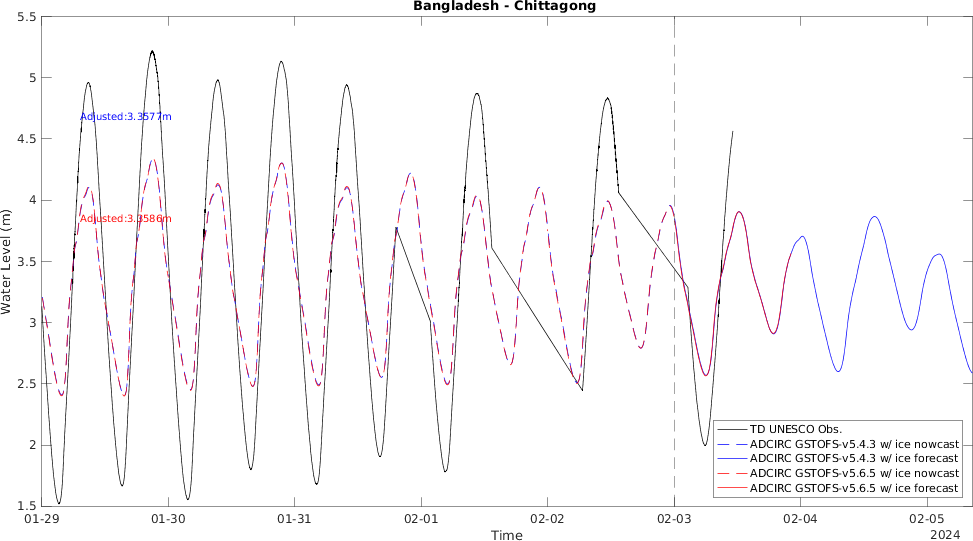 Bangladesh - Chittagong
5.5
5
4.5
4
3.5
3
2.5
2
1.5
Water Level (m)
Adjusted:3.3577m
Adjusted:3.3586m
TD UNESCO Obs.
ADCIRC GSTOFS-v5.4.3 w/ ice nowcast
ADCIRC GSTOFS-v5.4.3 w/ ice forecast
ADCIRC GSTOFS-v5.6.5 w/ ice nowcast
ADCIRC GSTOFS-v5.6.5 w/ ice forecast
01-29 01-30 01-31 02-01 02-02 02-03 02-04 02-05
Time
2024